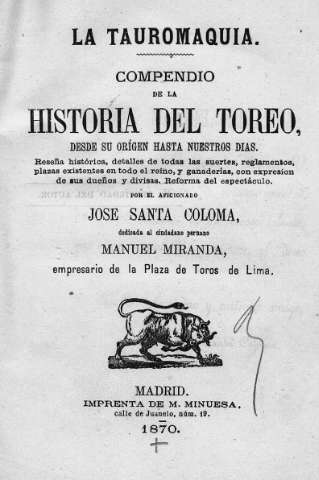 LA TAUROMAQUIA.
COMPENDIO
DE LA
HISTORIA DEL TOREO,
DESDE SU ORÍGEN HASTA NUESTROS DIAS.
Reseña histórica, detalles de todas las suertes, reglamentos,
plazas existentes en todo el reino, y ganaderías, con expresion
de sus dueños y divisas. Reforma del espectáculo.
POR EL AFICIONADO
JOSE SANTA COLOMA,
dedicada al ciudadano peruano
MANUEL MIRANDA,
empresario de la Plaza de Toros de Lima.
MADRID.
IMPRENTA DE M. MINUESA.
calle de Juanelo, núm. 19.
1870.